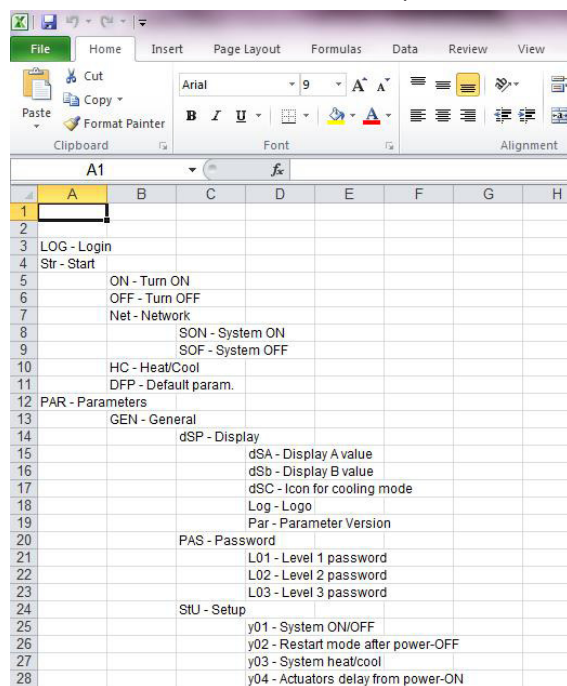 File Home Insert Page Layout Formulas Data Review View
Cut
Copy
Format Painter
Paste
Arial 9 A A
B I U A
Clipboard Font Alignment
A1 fx
A B C D E F G H
1
2
3 LOG - Login
4 Str - Start
5 ON - Turn ON
6 OFF - Turn OFF
7 Net - Network
8 SON - System ON
9 SOF - System OFF
10 HC - Heat/Cool
11 DFP - Default param.
12 PAR - Parameters
13 GEN - General
14 dSP - Display
15 dSA - Display A value
16 dSb - Display B value
17 dSC - Icon for cooling mode
18 Log - Logo
19 Par - Parameter Version
20 PAS - Password
21 L01 - Level 1 password
22 L02 - Level 2 password
23 L03 - Level 3 password
24 StU - Setup
25 y01 - System ON/OFF
26 y02 - Restart mode after power-OFF
27 y03 - System heat/cool
28 y04 - Actuators delay from power-ON